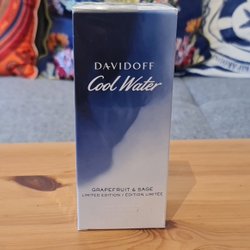 DAVIDOFF
Cool Water
GRAPEFRUIT & SAGE
LIMITED EDITION / ÉDITION LIMITÉE